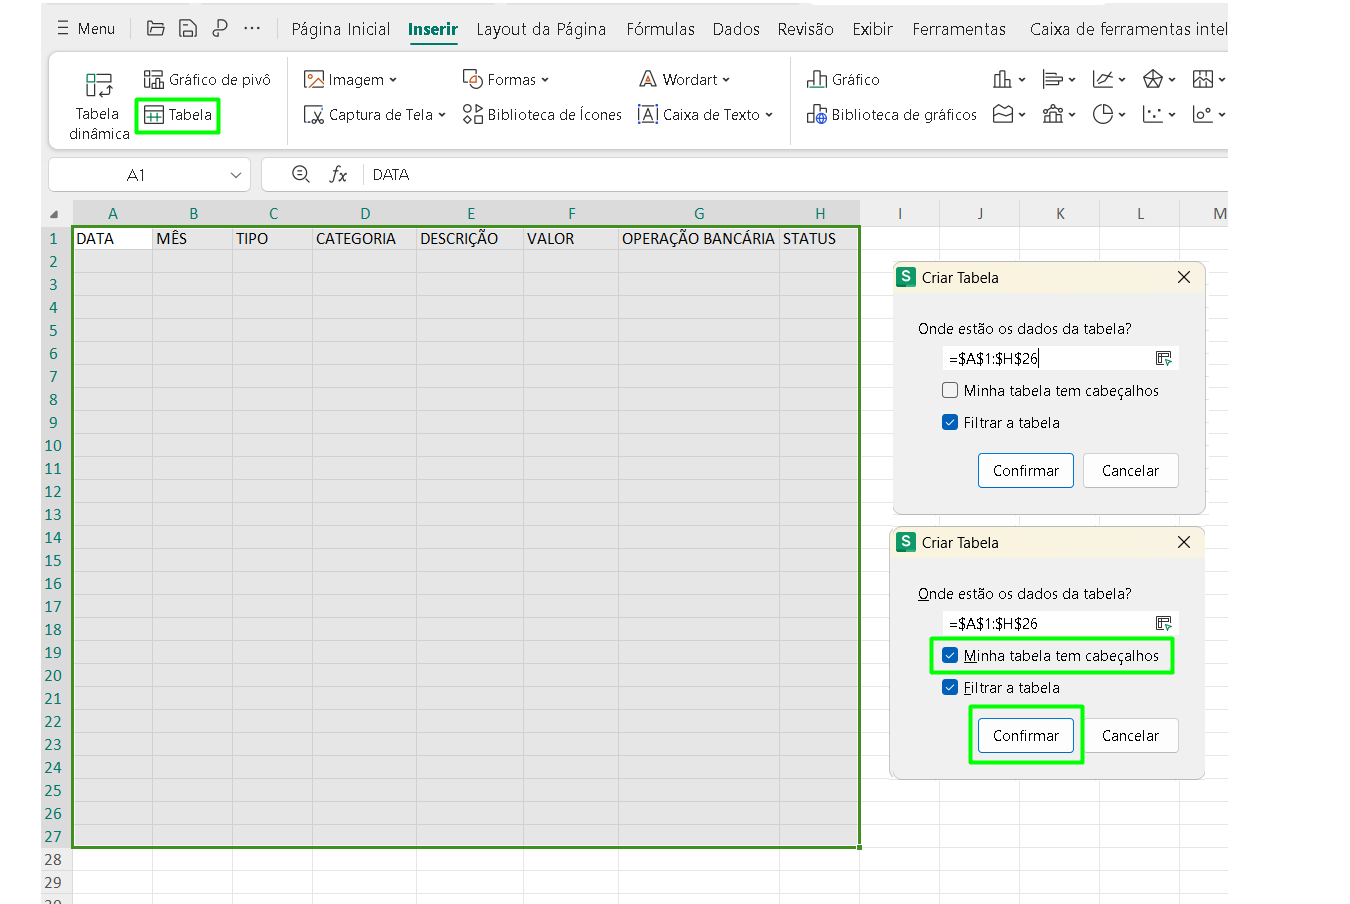 Menu Página Inicial Inserir Layout da Página Fórmulas Dados Revisão Exibir Ferramentas Caixa de ferramentas intel
Tabela dinâmica
Gráfico de pivô
Tabela
Imagem
Captura de Tela
Formas
Biblioteca de Ícones
Wordart
Caixa de Texto
Gráfico
Biblioteca de gráficos
A1 fx DATA
A B C D E F G H I J K L M
1 DATA MÊS TIPO CATEGORIA DESCRIÇÃO VALOR OPERAÇÃO BANCÁRIA STATUS
2
3
4
5
6
7
8
9
10
11
12
13
14
15
16
17
18
19
20
21
22
23
24
25
26
27
28
29
S Criar Tabela
Onde estão os dados da tabela?
=$A$1:$H$26
Minha tabela tem cabeçalhos
Filtrar a tabela
Confirmar Cancelar
S Criar Tabela
Onde estão os dados da tabela?
=$A$1:$H$26
Minha tabela tem cabeçalhos
Filtrar a tabela
Confirmar Cancelar